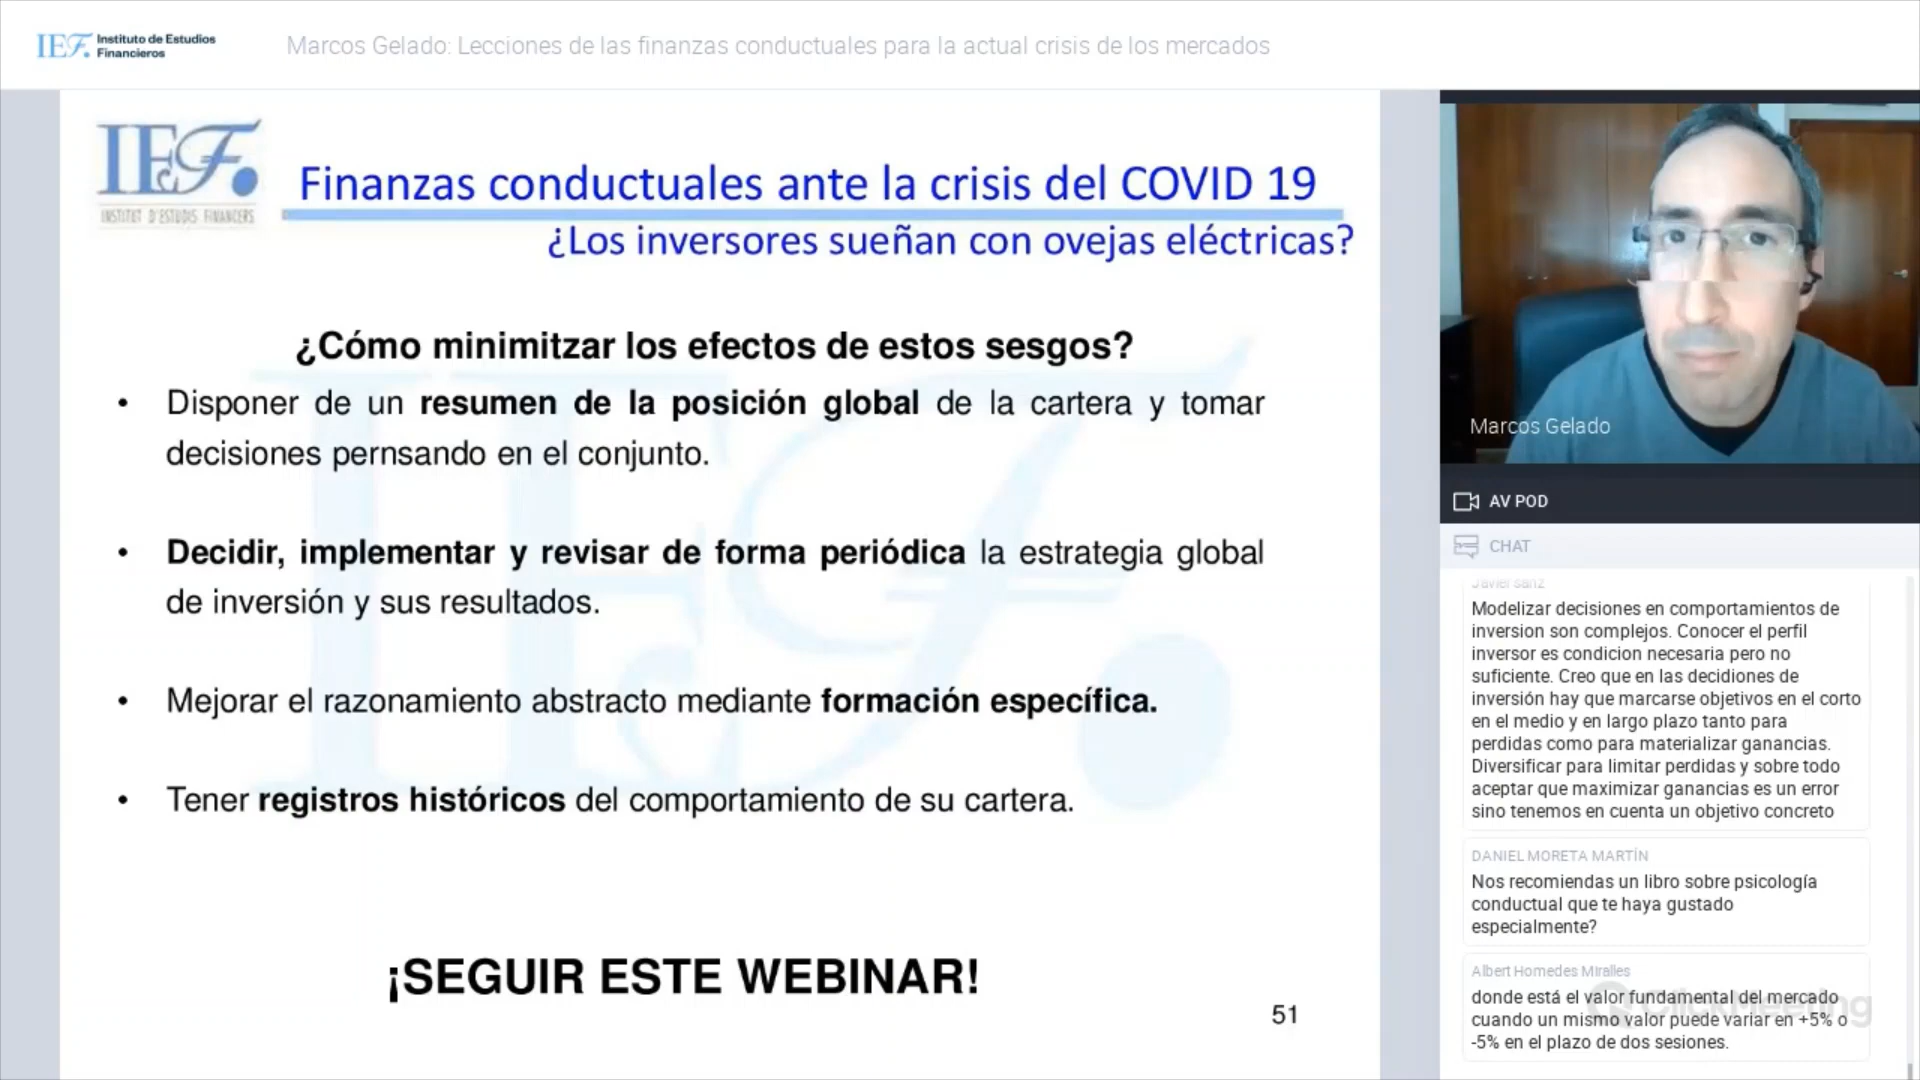 IEF. Instituto de Estudios
Financieros
Marcos Gelado: Lecciones de las finanzas conductuales para la actual crisis de los mercados
IEF.
INSTITUT D'ESTUDIS FINANCERS
Finanzas conductuales ante la crisis del COVID 19
¿Los inversores sueñan con ovejas eléctricas?
¿Cómo minimitzar los efectos de estos sesgos?
• Disponer de un resumen de la posición global de la cartera y tomar
decisiones pernsando en el conjunto.
• Decidir, implementar y revisar de forma periódica la estrategia global
de inversión y sus resultados.
• Mejorar el razonamiento abstracto mediante formación específica.
• Tener registros históricos del comportamiento de su cartera.
¡SEGUIR ESTE WEBINAR!
51
Marcos Gelado
AV POD
CHAT
Javier sanz
Modelizar decisiones en comportamientos de
inversion son complejos. Conocer el perfil
inversor es condicion necesaria pero no
suficiente. Creo que en las decidiones de
inversión hay que marcarse objetivos en el corto
en el medio y en largo plazo tanto para
perdidas como para materializar ganancias.
Diversificar para limitar perdidas y sobre todo
aceptar que maximizar ganancias es un error
sino tenemos en cuenta un objetivo concreto
DANIEL MORETA MARTÍN
Nos recomiendas un libro sobre psicología
conductual que te haya gustado
especialmente?
Albert Homedes Miralles
donde está el valor fundamental del mercado
cuando un mismo valor puede variar en +5% o
-5% en el plazo de dos sesiones.
ClickMeeting